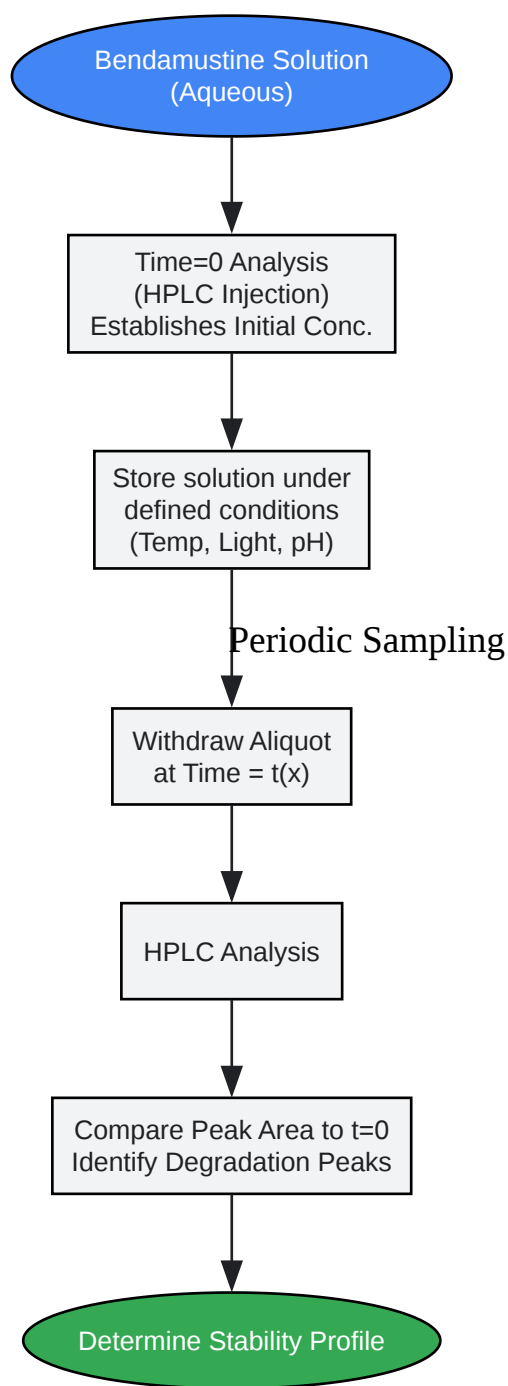 Bendamustine Solution
(Aqueous)
Time=0 Analysis
(HPLC Injection)
Establishes Initial Conc.
Store solution under
defined conditions
(Temp, Light, pH)
Periodic Sampling
Withdraw Aliquot
at Time = t(x)
HPLC Analysis
Compare Peak Area to t=0
Identify Degradation Peaks
Determine Stability Profile